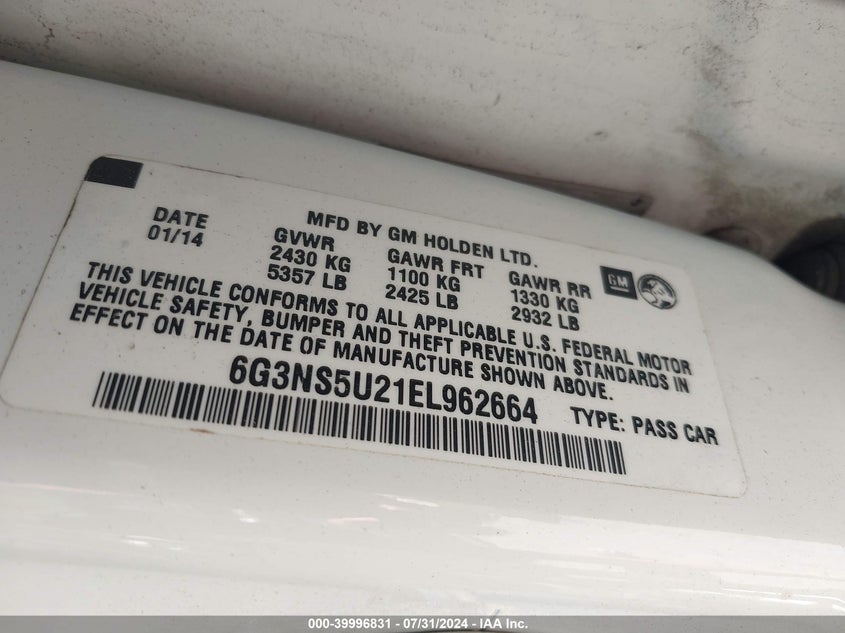 MFD BY GM HOLDEN LTD.
DATE
01/14
GVWR
2430 KG
5357 LB
GAWR FRT
1100 KG
2425 LB
GAWR RR
1330 KG
2932 LB
GM
THIS VEHICLE CONFORMS TO ALL APPLICABLE U.S. FEDERAL MOTOR
VEHICLE SAFETY, BUMPER AND THEFT PREVENTION STANDARDS IN
EFFECT ON THE DATE OF MANUFACTURE SHOWN ABOVE.
6G3NS5U21EL962664
TYPE: PASS CAR
000-39996831 - 07/31/2024 - IAA Inc.